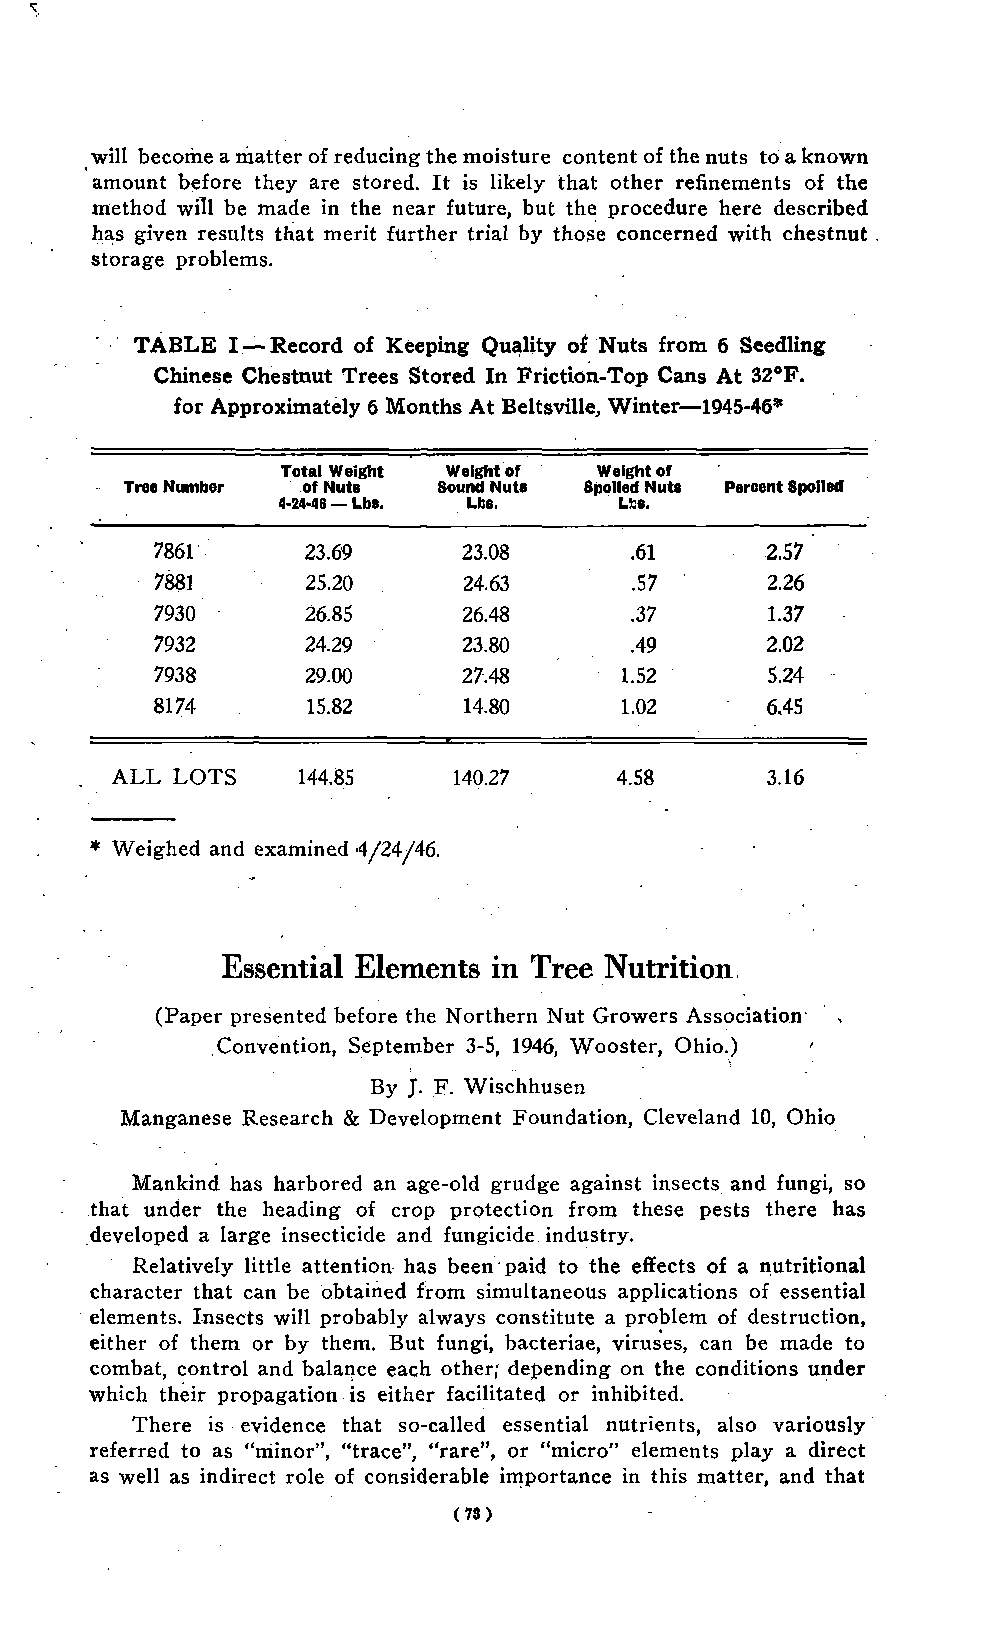 will become a matter of reducing the moisture content of the nuts to a known
amount before they are stored. It is likely that other refinements of the
method will be made in the near future, but the procedure here described
has given results that merit further trial by those concerned with chestnut
storage problems.
TABLE I — Record of Keeping Quality of Nuts from 6 Seedling
Chinese Chestnut Trees Stored In Friction-Top Cans At 32°F.
for Approximately 6 Months At Beltsville, Winter—1945-46*
Tree Number Total Weight of Nuts 4-24-46 — Lbs. Weight of Sound Nuts Lbs. Weight of Spoiled Nuts Lbs. Percent Spoiled
7861 23.69 23.08 .61 2.57
7881 25.20 24.63 .57 2.26
7930 26.85 26.48 .37 1.37
7932 24.29 23.80 .49 2.02
7938 29.00 27.48 1.52 5.24
8174 15.82 14.80 1.02 6.45
ALL LOTS 144.85 140.27 4.58 3.16
* Weighed and examined 4/24/46.
Essential Elements in Tree Nutrition
(Paper presented before the Northern Nut Growers Association
Convention, September 3-5, 1946, Wooster, Ohio.)
By J. F. Wischhusen
Manganese Research & Development Foundation, Cleveland 10, Ohio
Mankind has harbored an age-old grudge against insects and fungi, so
that under the heading of crop protection from these pests there has
developed a large insecticide and fungicide industry.
Relatively little attention has been paid to the effects of a nutritional
character that can be obtained from simultaneous applications of essential
elements. Insects will probably always constitute a problem of destruction,
either of them or by them. But fungi, bacteriae, viruses, can be made to
combat, control and balance each other; depending on the conditions under
which their propagation is either facilitated or inhibited.
There is evidence that so-called essential nutrients, also variously
referred to as "minor", "trace", "rare", or "micro" elements play a direct
as well as indirect role of considerable importance in this matter, and that
(73)